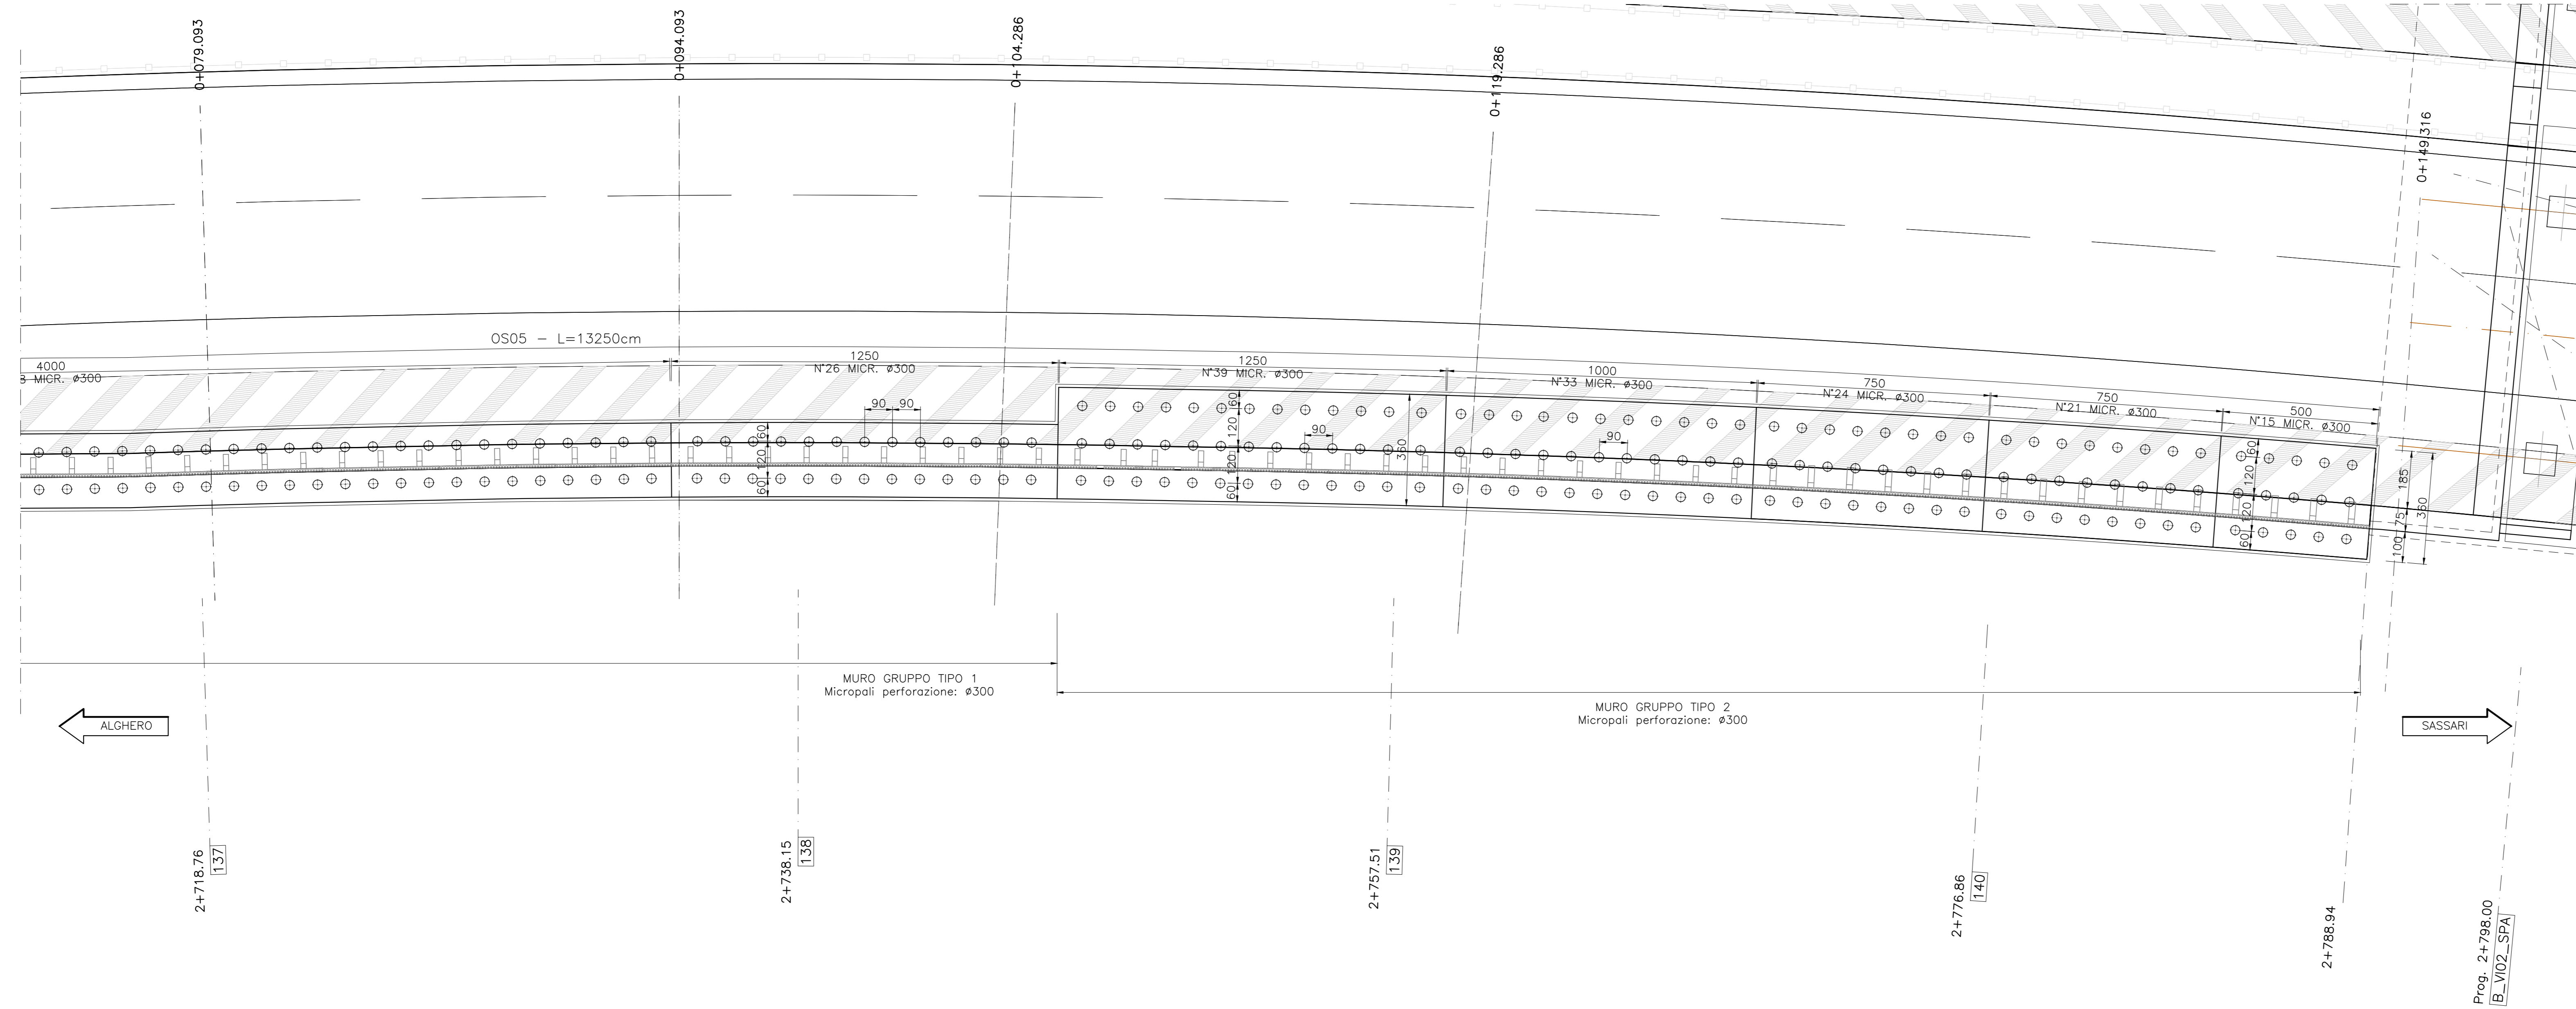 0+079.093
0+094.093
0+104.286
0+119.286
0+149.316
OS05 - L=13250cm
4000
MICR. ø300
1250
N°26 MICR. ø300
1250
N°39 MICR. ø300
1000
N°33 MICR. ø300
750
N°24 MICR. ø300
750
N°21 MICR. ø300
500
N°15 MICR. ø300
90
90
60
120
60
60
120
120
60
90
360
90
60
120
120
60
185
75
100
360
MURO GRUPPO TIPO 1
Micropali perforazione: ø300
MURO GRUPPO TIPO 2
Micropali perforazione: ø300
ALGHERO
SASSARI
2+718.76
137
2+738.15
138
2+757.51
139
2+776.86
140
2+788.94
Prog. 2+798.00
B_VI02_SPA